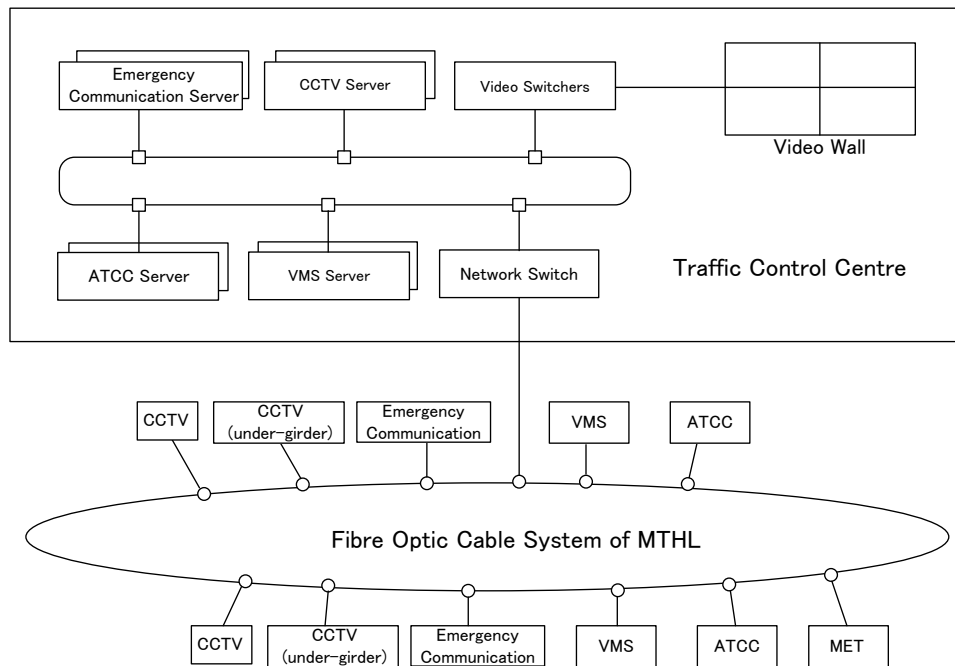 Emergency
Communication Server
CCTV Server
Video Switchers
Video Wall
ATCC Server
VMS Server
Network Switch
Traffic Control Centre
CCTV
CCTV
(under-girder)
Emergency
Communication
VMS
ATCC
Fibre Optic Cable System of MTHL
CCTV
CCTV
(under-girder)
Emergency
Communication
VMS
ATCC
MET